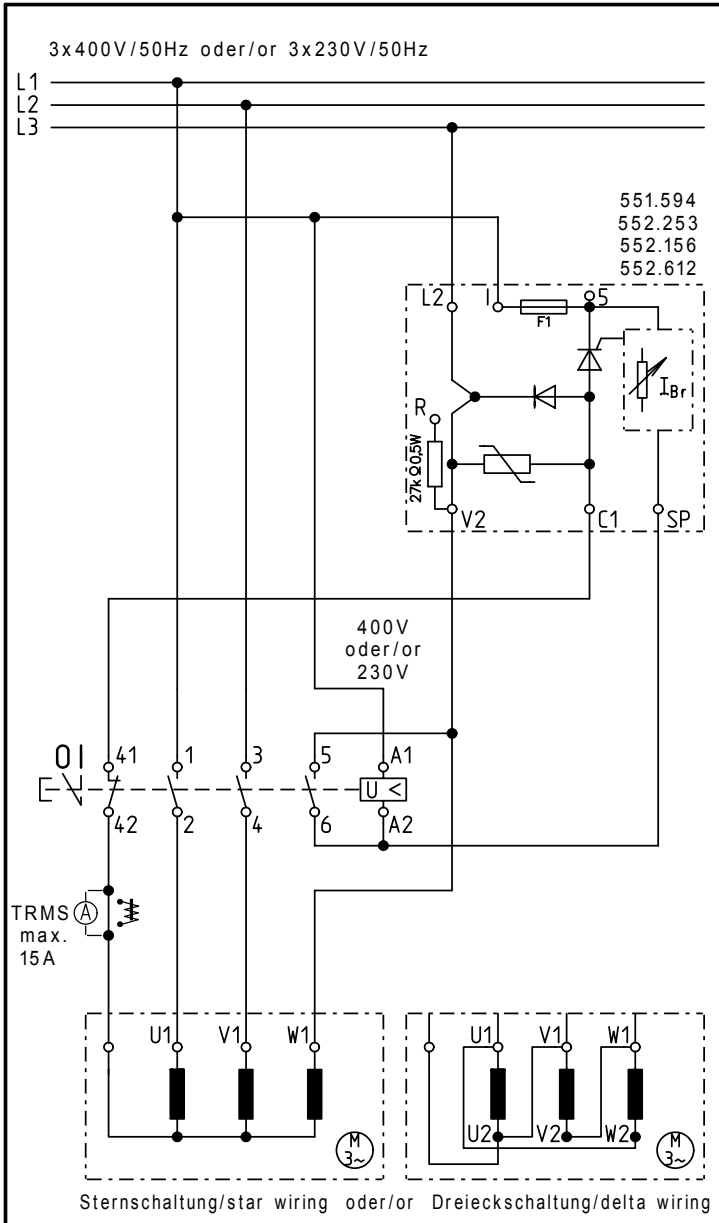 3x400V/50Hz oder/or 3x230V/50Hz
L1
L2
L3
551.594
552.253
552.156
552.612
L2 I 5
F1
IBr
R
27kΩ0,5W
V2 C1 SP
400V
oder/or
230V
0I 41 1 3 5 A1
U <
42 2 4 6 A2
TRMS A
max.
15A
U1 V1 W1 U1 V1 W1
U2 V2 W2
M
3~
M
3~
Sternschaltung/star wiring oder/or Dreieckschaltung/delta wiring